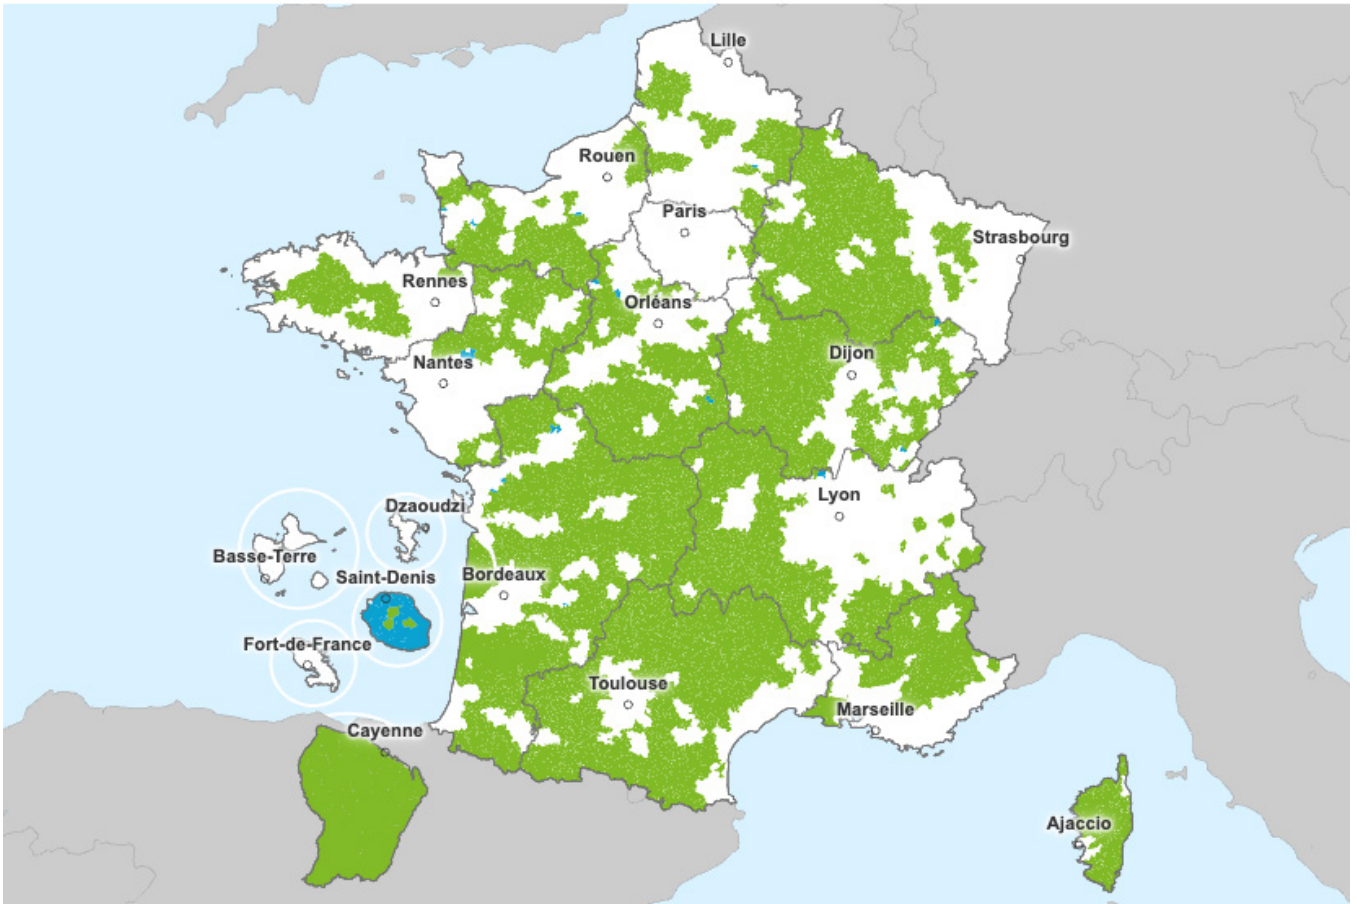 Lille
Rouen
Paris
Strasbourg
Rennes
Orléans
Dijon
Nantes
Lyon
Dzaoudzi
Basse-Terre
Saint-Denis
Bordeaux
Fort-de-France
Toulouse
Marseille
Cayenne
Ajaccio